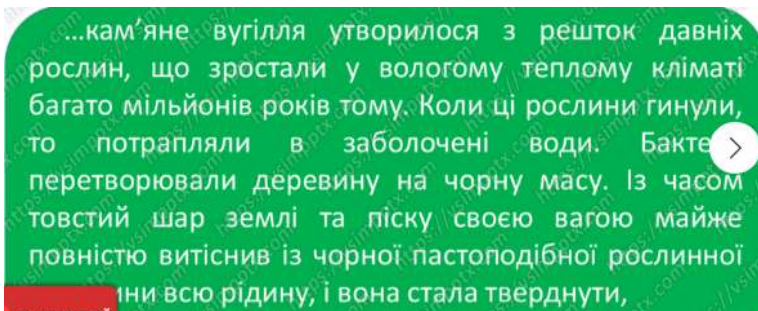 ...кам’яне вугілля утворилося з решток давніх
рослин, що зростали у вологому теплому кліматі
багато мільйонів років тому. Коли ці рослини гинули,
то потрапляли в заболочені води.
перетворювали деревину на чорну масу. Із часом
товстий шар землі та піску своєю вагою майже
повністю витіснив із чорної пастоподібної рослинної
всю рідину, і вона стала тверднути,